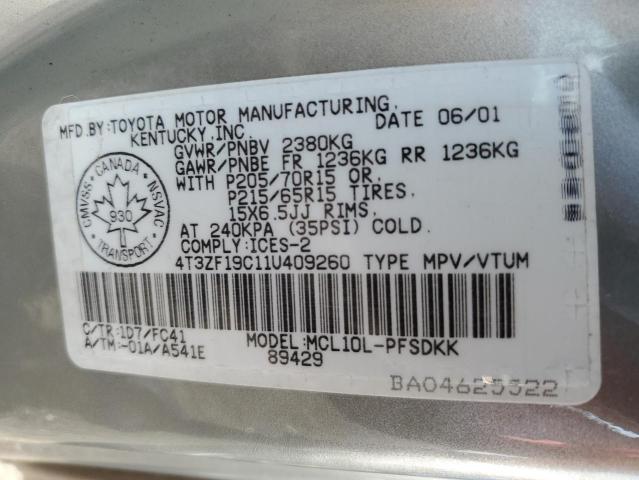 MFD.BY:TOYOTA MOTOR MANUFACTURING, DATE 06/01
KENTUCKY,INC.
GVWR/PNBV 2380KG
GAWR/PNBE FR 1236KG RR 1236KG
WITH P205/70R15 OR,
P215/65R15 TIRES,
15X6.5JJ RIMS,
AT 240KPA (35PSI) COLD.
COMPLY:ICES-2
4T3ZF19C11U409260 TYPE MPV/VTUM
CANADA
CMVSS NSVAC
930
TRANSPORT
C/TR:1D7/FC41 MODEL:MCL10L-PFSDKK
A/TM:-01A/A541E 89429